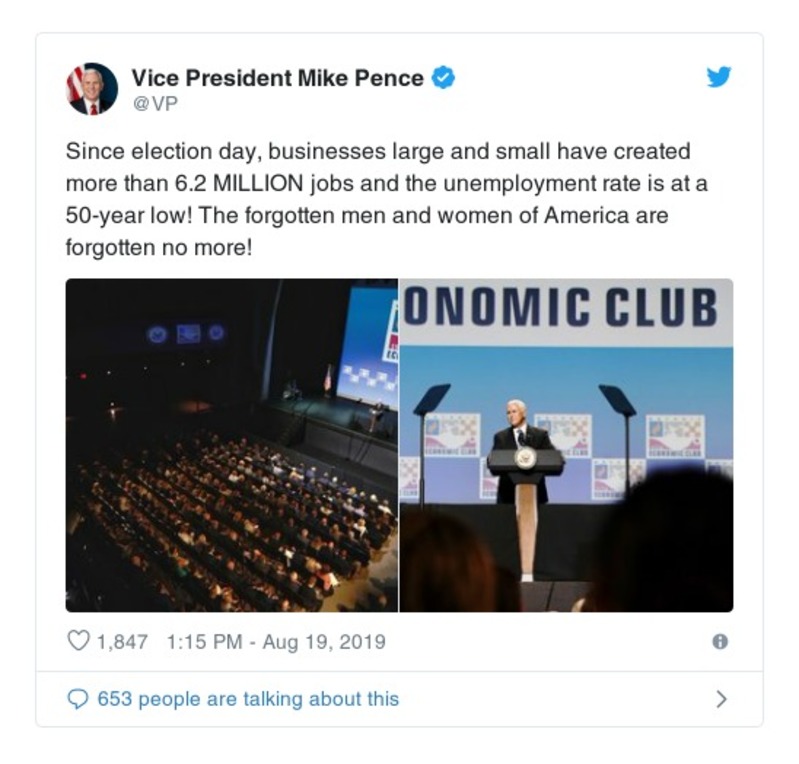 Vice President Mike Pence
@VP
Since election day, businesses large and small have created
more than 6.2 MILLION jobs and the unemployment rate is at a
50-year low! The forgotten men and women of America are
forgotten no more!
ONOMIC CLUB
ECONOMIC CLUB
1,847 1:15 PM - Aug 19, 2019
653 people are talking about this